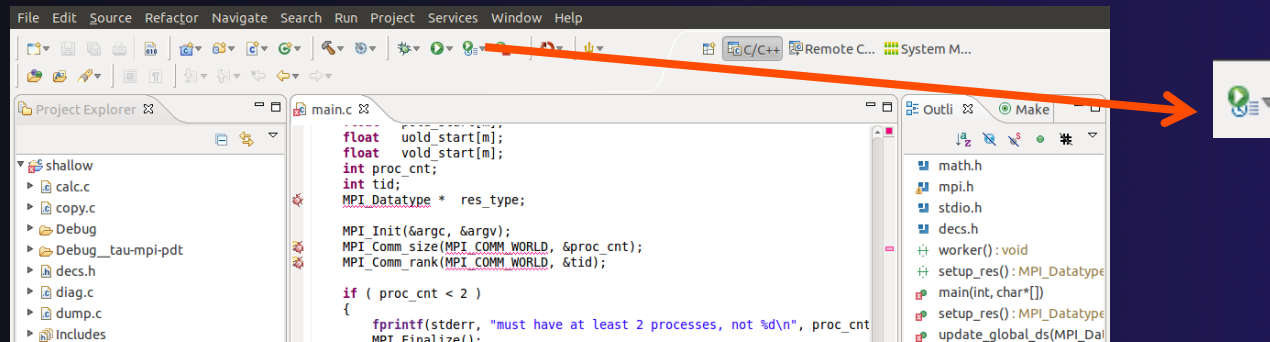 File Edit Source Refactor Navigate Search Run Project Services Window Help
010
C/C++ Remote C... System M...
Project Explorer
main.c
Outli Make
float uold_start[m];
float vold_start[m];
int proc_cnt;
int tid;
MPI_Datatype * res_type;
MPI_Init(&argc, &argv);
MPI_Comm_size(MPI_COMM_WORLD, &proc_cnt);
MPI_Comm_rank(MPI_COMM_WORLD, &tid);
if ( proc_cnt < 2 )
{
fprintf(stderr, "must have at least 2 processes, not %d\n", proc_cnt
MPI_Finalize();
shallow
calc.c
copy.c
Debug
Debug__tau-mpi-pdt
decs.h
diag.c
dump.c
Includes
math.h
mpi.h
stdio.h
decs.h
worker() : void
setup_res() : MPI_Datatype
main(int, char*[])
setup_res() : MPI_Datatype
update_global_ds(MPI_Dat